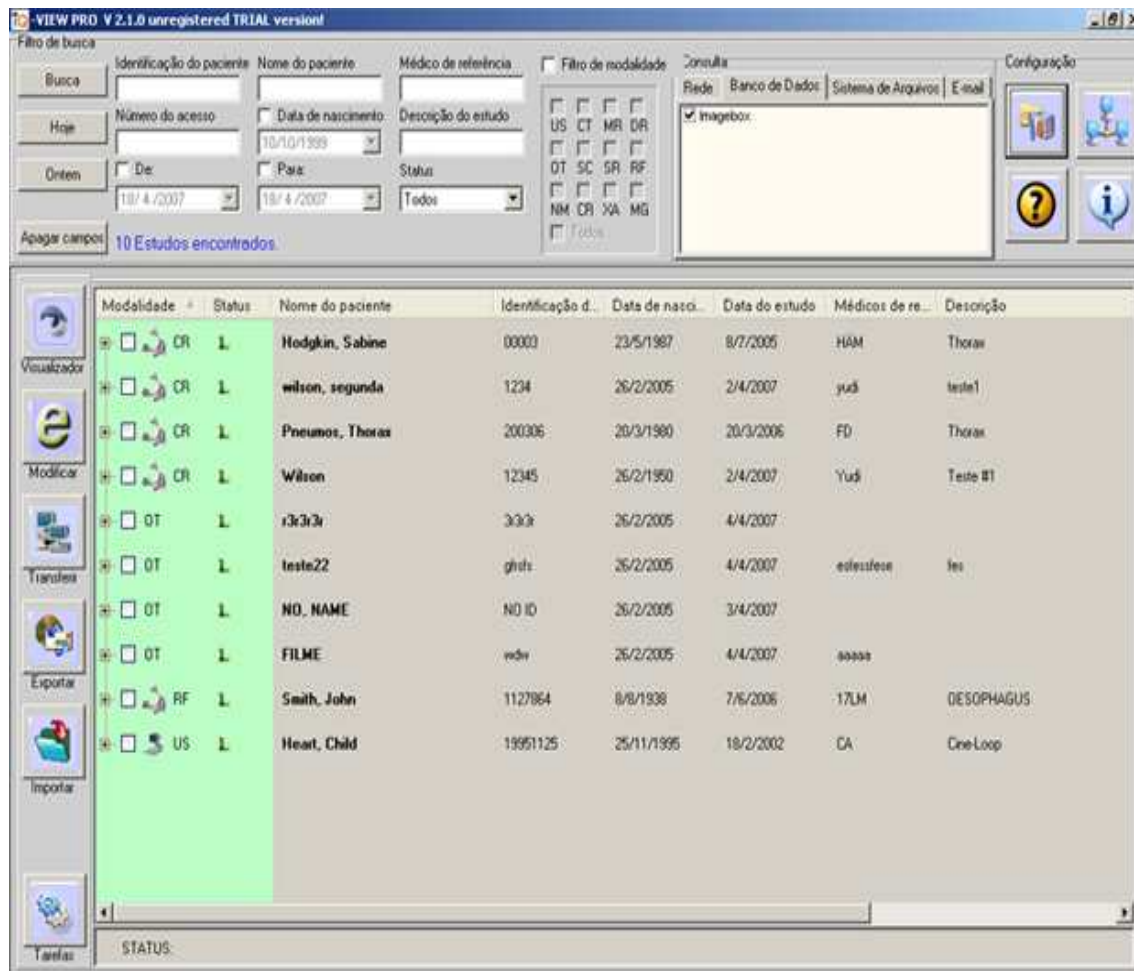 -VIEW PRO V 2.1.0 unregistered TRIAL version!
Filtro de busca
Identificação do paciente Nome do paciente Médico de referência Filtro de modalidade Consulta Configuração
Busca
Rede Banco de Dados Sistema de Arquivos E-mail
Número do acesso Data de nascimento Descrição do estudo
Imagebox
US CT MR DR
Hoje
10/10/1999
De: Para: Status
OT SC SR RF
Ontem
18/ 4 /2007 18/ 4 /2007 Todos
NM CR XA MG
Todos
Apagar campos 10 Estudos encontrados.
Modalidade Status Nome do paciente Identificação d... Data de nasci... Data do estudo Médicos de re... Descrição
CR L Hodgkin, Sabine 00003 23/5/1987 8/7/2005 HAM Thorax
Visualizador
CR L wilson, segunda 1234 26/2/2005 2/4/2007 yudi teste1
CR L Pneumos, Thorax 200306 20/3/1980 20/3/2006 FD Thorax
Modificar
CR L Wilson 12345 26/2/1950 2/4/2007 Yudi Teste #1
OT L r3r3r3r 3r3r3r 26/2/2005 4/4/2007
Transferir
OT L teste22 26/2/2005 4/4/2007 fes
OT L NO, NAME NO ID 26/2/2005 3/4/2007
OT L FILME 26/2/2005 4/4/2007 aaaaa
Exportar
RF L Smith, John 1127864 8/8/1938 7/6/2006 17LM OESOPHAGUS
US L Heart, Child 19951125 25/11/1995 18/2/2002 CA Cine-Loop
Importar
Tarefas
STATUS: